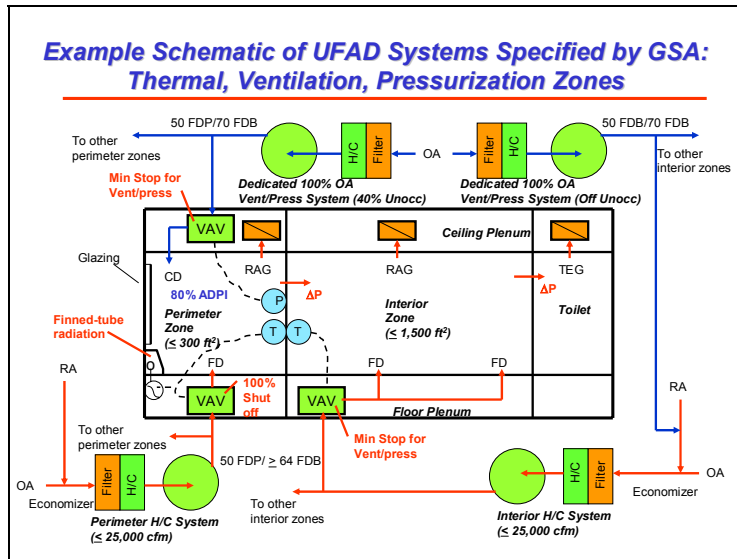 Example Schematic of UFAD Systems Specified by GSA:
Thermal, Ventilation, Pressurization Zones
50 FDP/70 FDB
50 FDB/70 FDB
To other
perimeter zones
H/C
Filter
OA
Filter
H/C
To other
interior zones
Min Stop for
Vent/press
Dedicated 100% OA
Vent/Press System (40% Unocc)
Dedicated 100% OA
Vent/Press System (Off Unocc)
VAV
Ceiling Plenum
Glazing
CD
RAG
RAG
TEG
80% ADPI
P
ΔP
ΔP
Perimeter
Zone
(< 300 ft²)
Interior
Zone
(< 1,500 ft²)
Toilet
Finned-tube
radiation
T
T
RA
FD
FD
FD
RA
VAV
100%
Shut
off
VAV
Floor Plenum
Min Stop for
Vent/press
To other
perimeter zones
50 FDP/ > 64 FDB
OA
Economizer
Filter
H/C
To other
interior zones
H/C
Filter
OA
Economizer
Perimeter H/C System
(< 25,000 cfm)
Interior H/C System
(< 25,000 cfm)